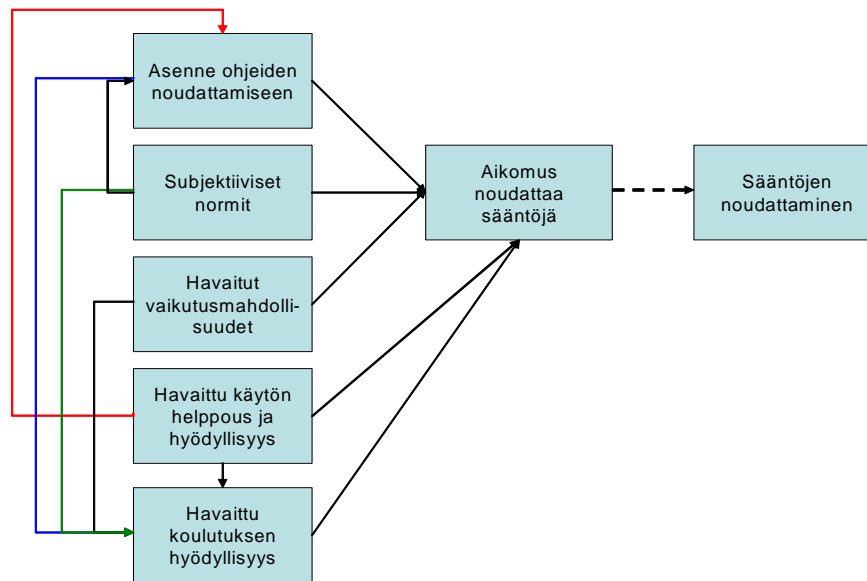 Asenne ohjeiden
noudattamiseen
Subjektiiviset
normit
Havaitut
vaikutusmahdolli-
suudet
Havaittu käytön
helppous ja
hyödyllisyys
Havaittu
koulutuksen
hyödyllisyys
Aikomus
noudattaa
sääntöjä
Sääntöjen
noudattaminen